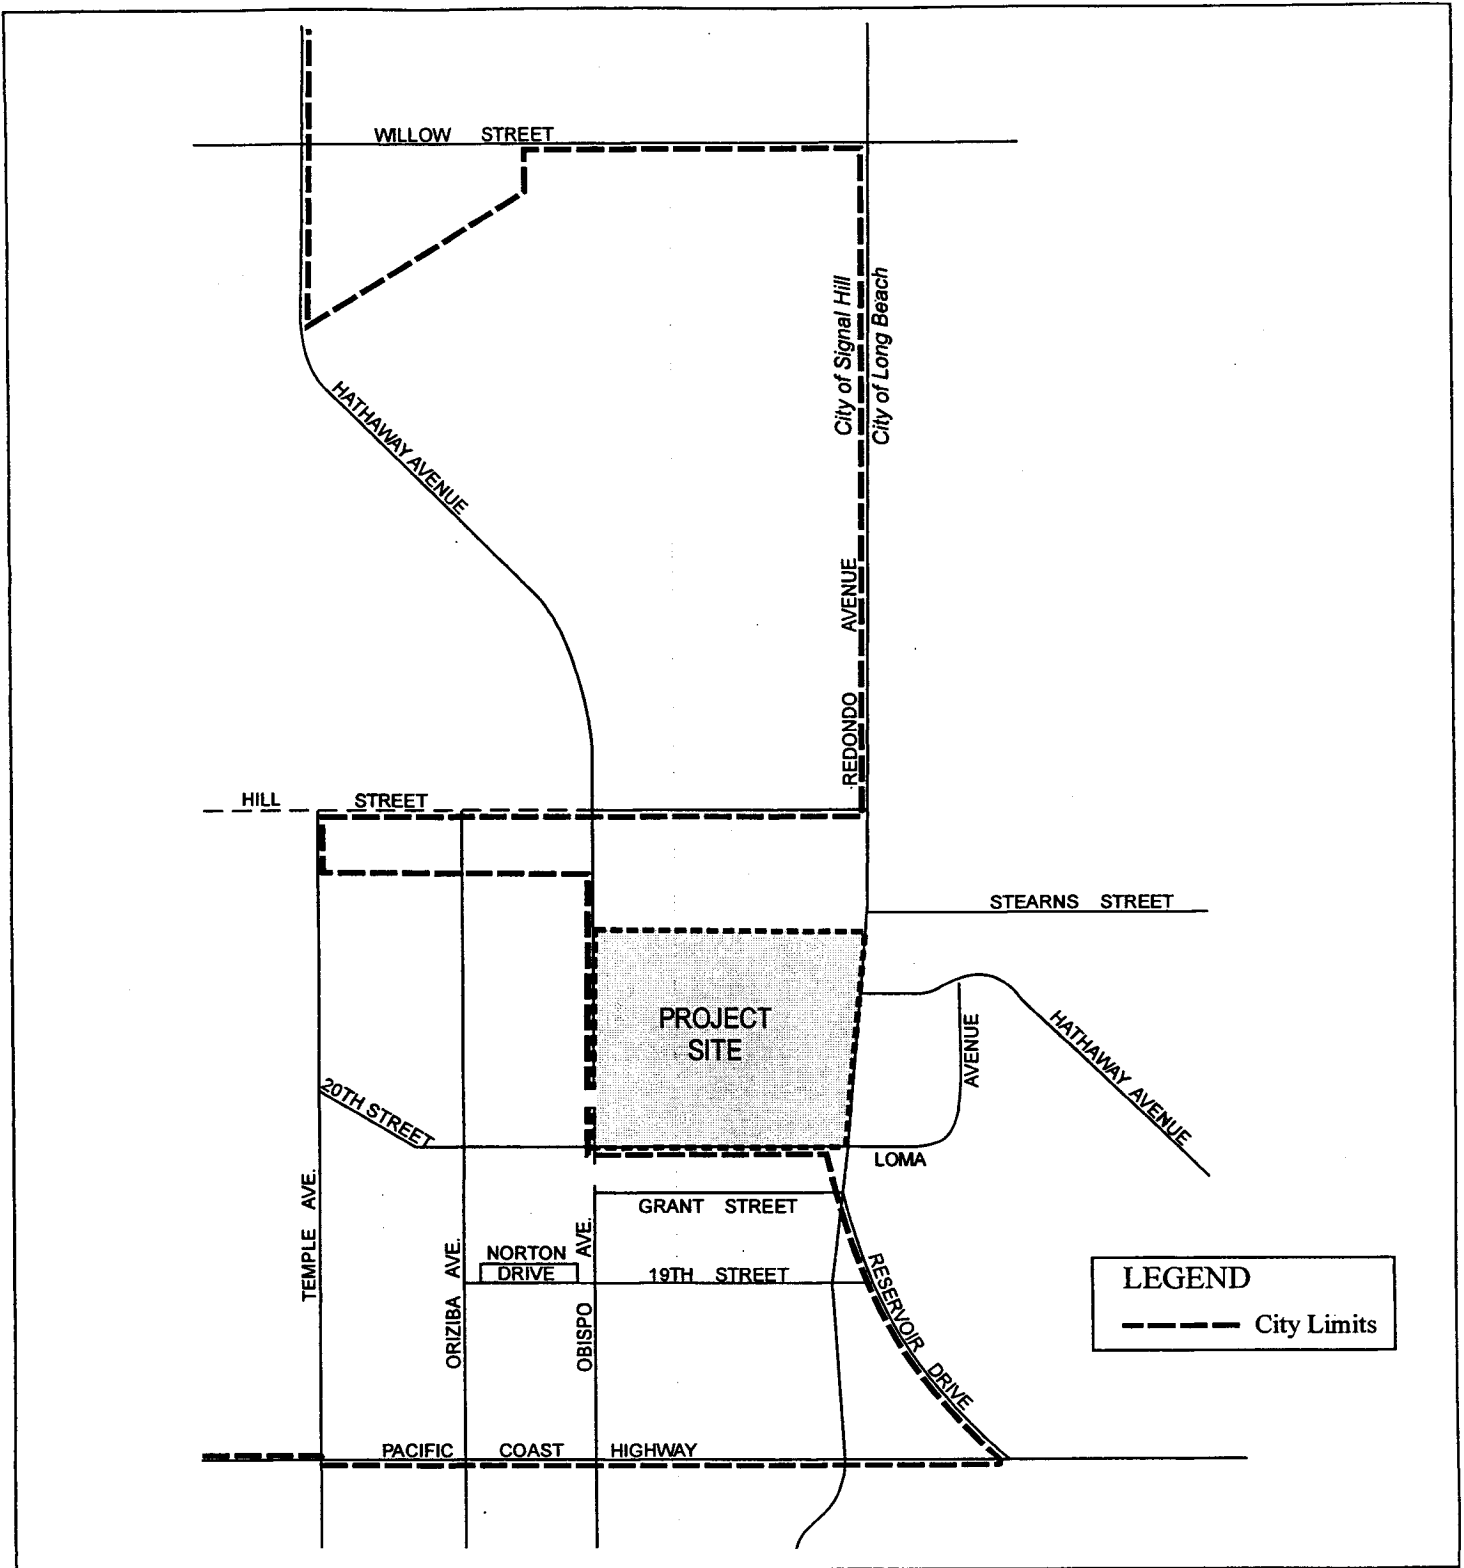 WILLOW STREET
City of Signal Hill
City of Long Beach
HATHAWAY AVENUE
REDONDO AVENUE
HILL STREET
STEARNS STREET
PROJECT
SITE
AVENUE
HATHAWAY AVENUE
20TH STREET
LOMA
TEMPLE AVE.
GRANT STREET
ORIZIBA AVE.
NORTON
DRIVE
OBISPO AVE.
19TH STREET
RESERVOIR DRIVE
LEGEND
City Limits
PACIFIC COAST HIGHWAY